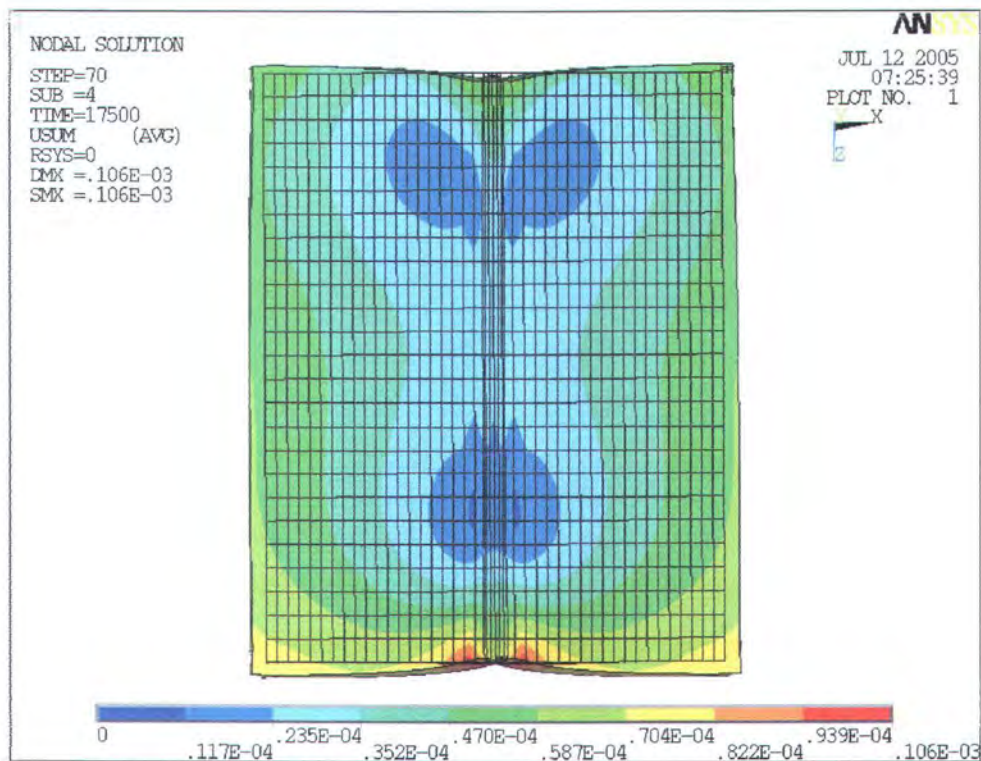 ANSYS
NODAL SOLUTION
JUL 12 2005
STEP=70
07:25:39
SUB =4
PLOT NO. 1
TIME=17500
USUM (AVG)
RSYS=0
DMX =.106E-03
SMX =.106E-03
Y
X
Z
0 .235E-04 .470E-04 .704E-04 .939E-04
.117E-04 .352E-04 .587E-04 .822E-04 .106E-03